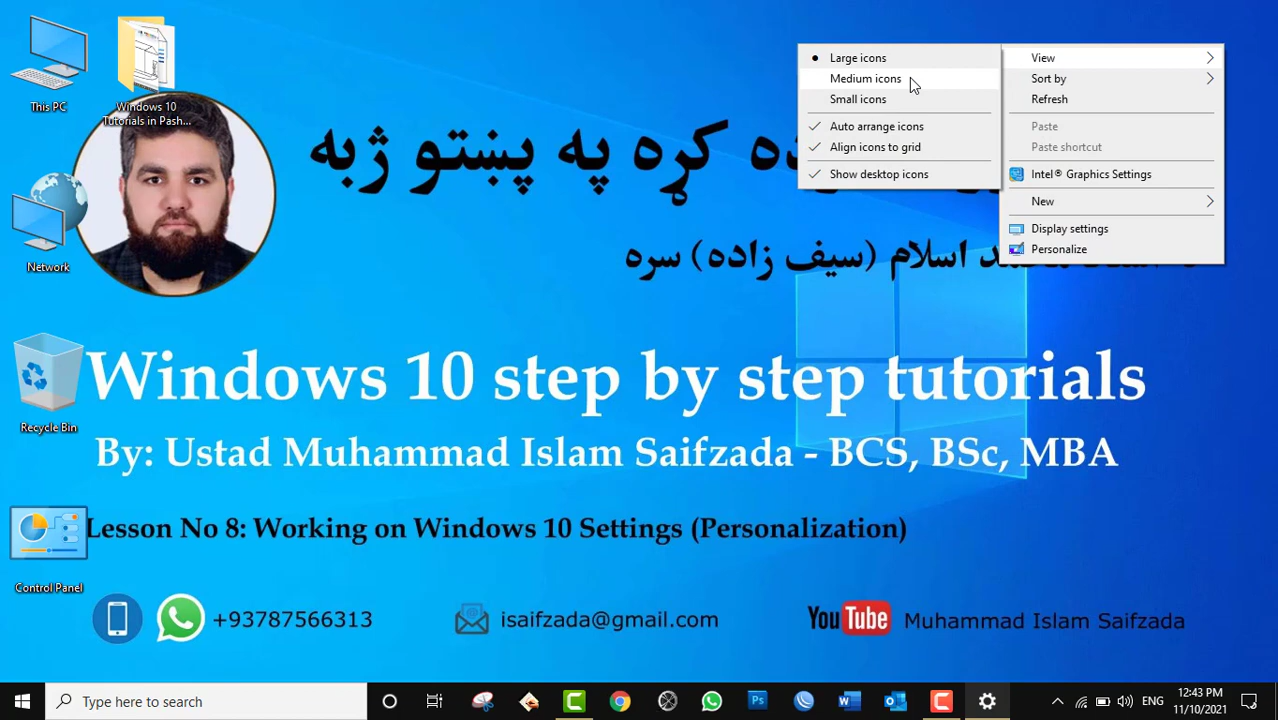 This PC
Windows 10
Tutorials in Pash...
Network
Recycle Bin
Control Panel
Large icons
Medium icons
Small icons
Auto arrange icons
Align icons to grid
Show desktop icons
View
Sort by
Refresh
Paste
Paste shortcut
Intel® Graphics Settings
New
Display settings
Personalize
کړه په پښتو ژبه
اسلام (سیف زاده) سره
Windows 10 step by step tutorials
By: Ustad Muhammad Islam Saifzada - BCS, BSc, MBA
Lesson No 8: Working on Windows 10 Settings (Personalization)
+93787566313
isaifzada@gmail.com
YouTube Muhammad Islam Saifzada
Type here to search
Ps
ENG
12:43 PM
11/10/2021